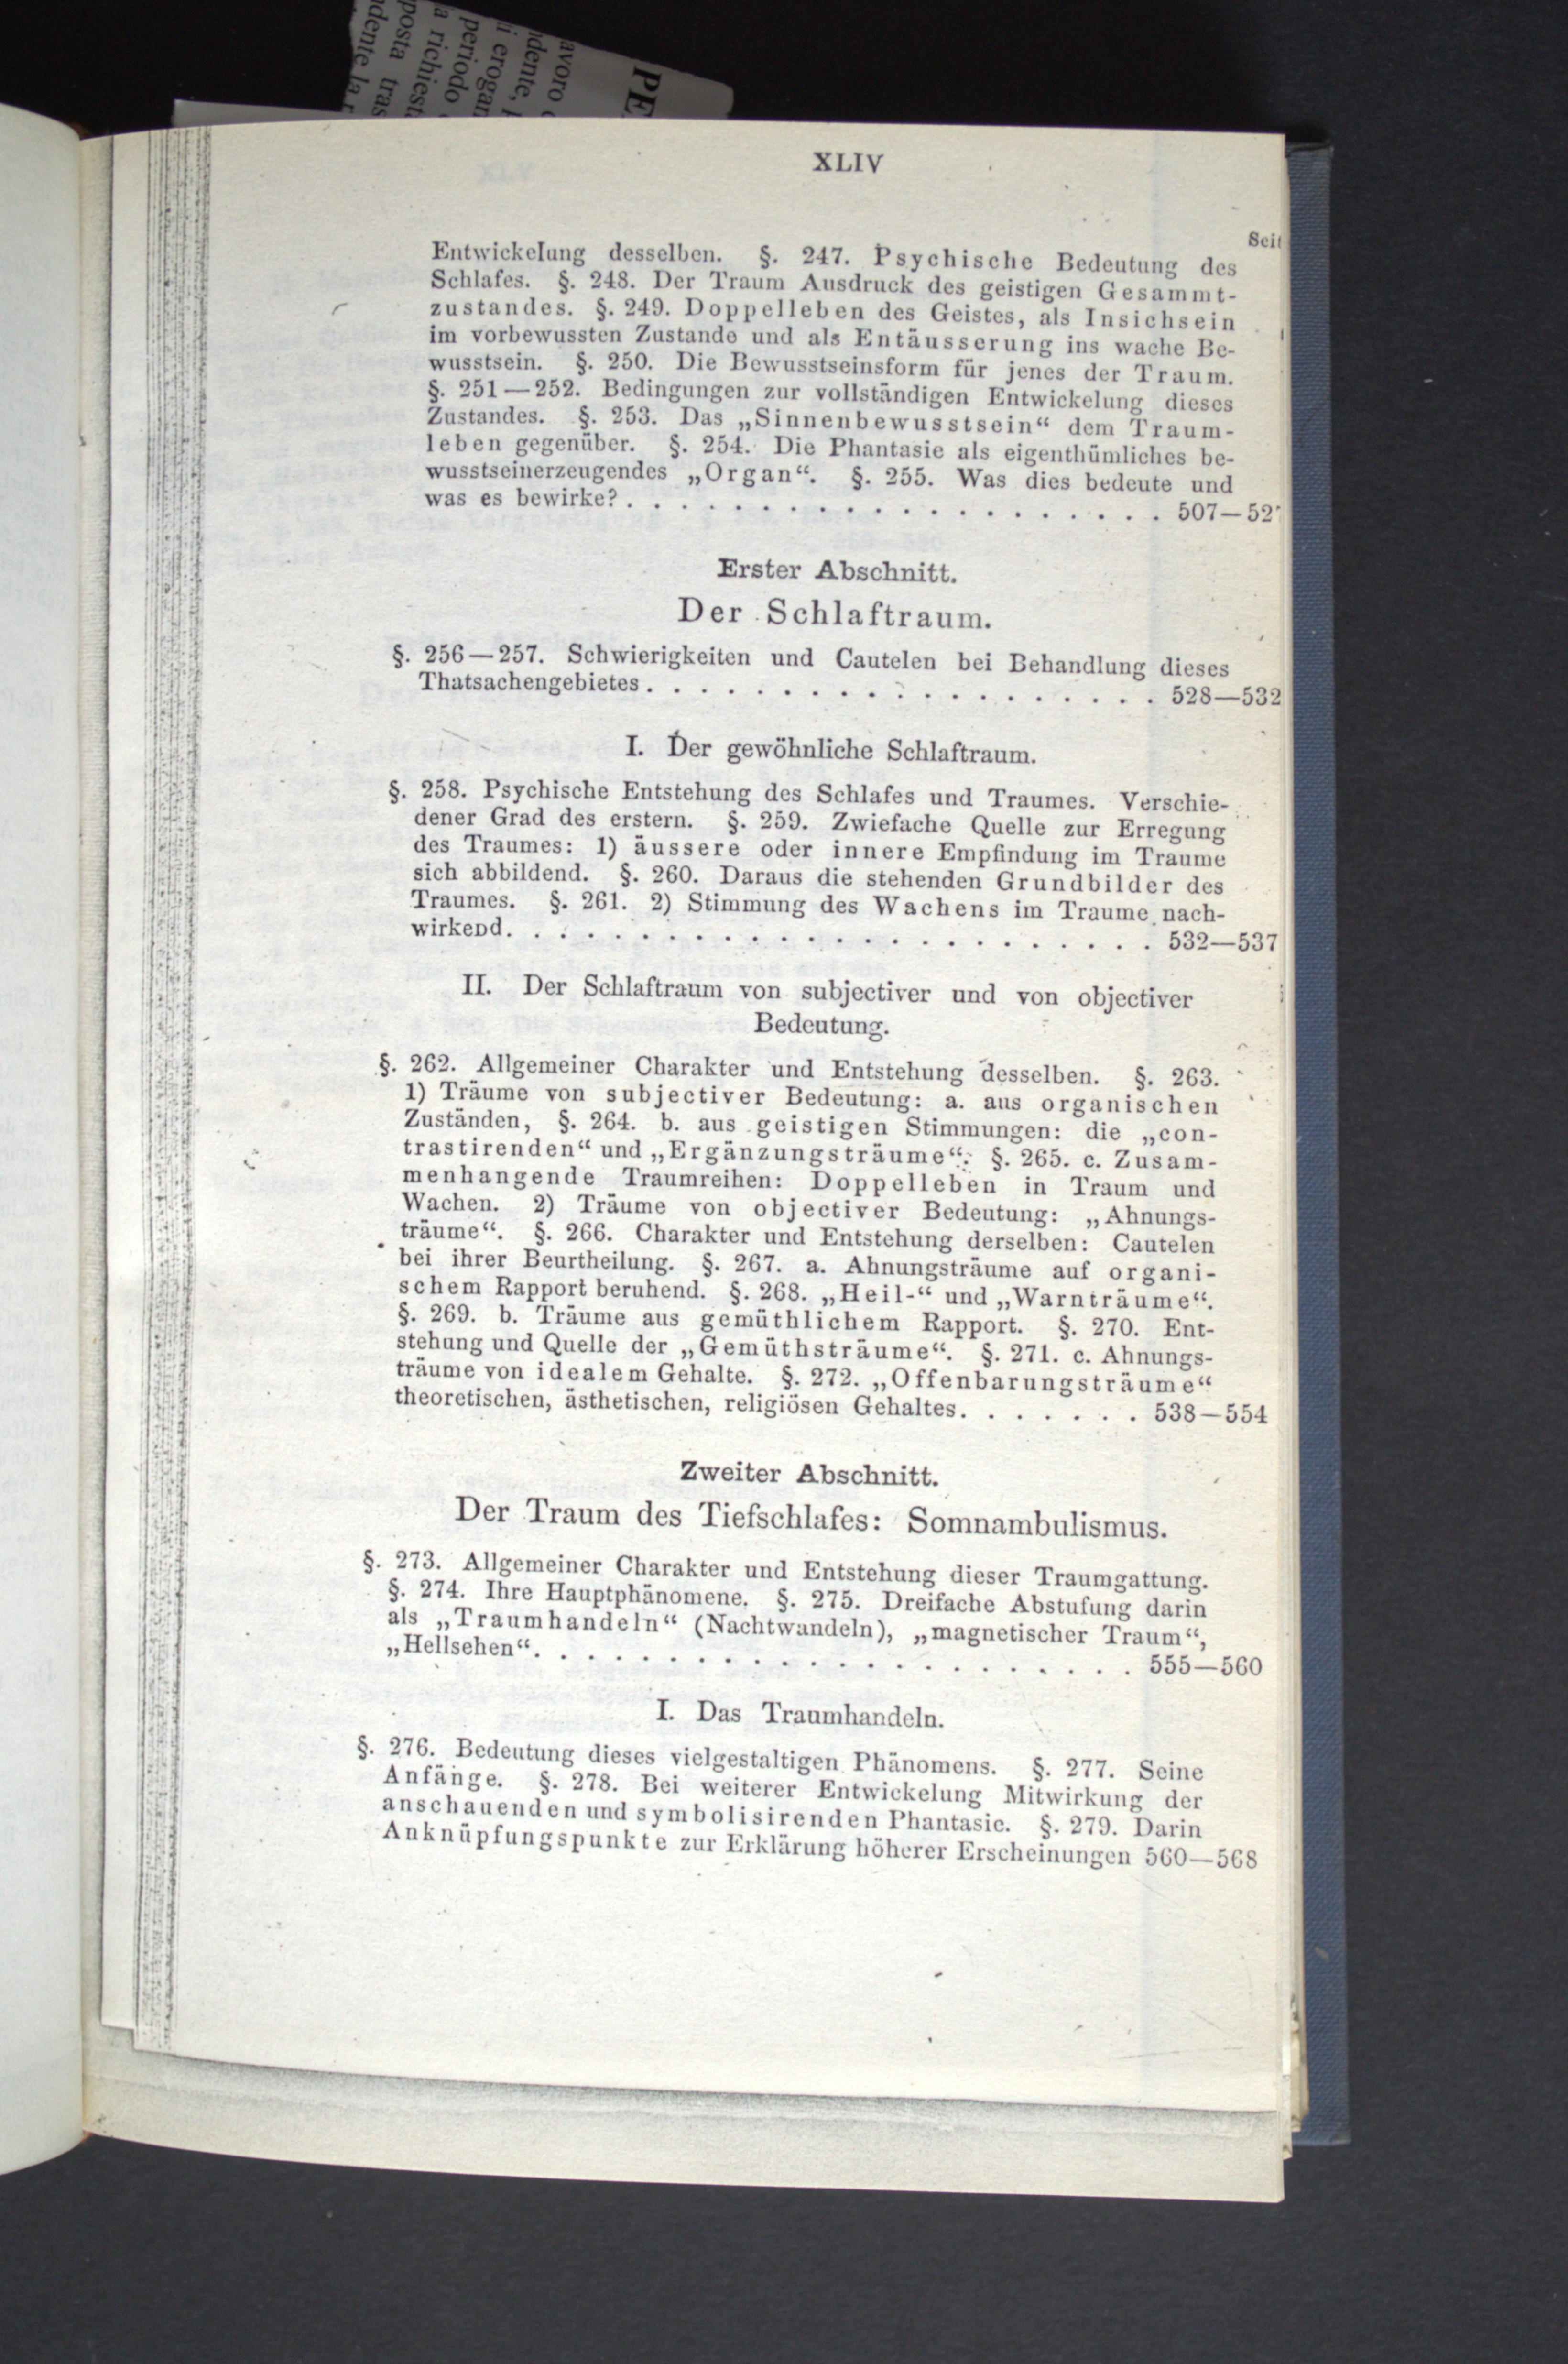 PE
avoro
idente,
i erogan
periodo
a richiest
posta tras
dente la
XLIV
Seit
Entwickelung desselben. §. 247. Psychische Bedeutung des
Schlafes. §. 248. Der Traum Ausdruck des geistigen Gesammt-
zustandes. §. 249. Doppelleben des Geistes, als Insichsein
im vorbewussten Zustande und als Entäusserung ins wache Be-
wusstsein. §. 250. Die Bewusstseinsform für jenes der Traum.
§. 251—252. Bedingungen zur vollständigen Entwickelung dieses
Zustandes. §. 253. Das „Sinnenbewusstsein“ dem Traum-
leben gegenüber. §. 254. Die Phantasie als eigenthümliches be-
wusstseinerzeugendes „Organ“. §. 255. Was dies bedeute und
was es bewirke? . . . . . . . . . . . . . . . . . . . . 507—527
Erster Abschnitt.
Der Schlaftraum.
§. 256—257. Schwierigkeiten und Cautelen bei Behandlung dieses
Thatsachengebietes . . . . . . . . . . . . . . . . . . . 528—532
I. Der gewöhnliche Schlaftraum.
§. 258. Psychische Entstehung des Schlafes und Traumes. Verschie-
dener Grad des erstern. §. 259. Zwiefache Quelle zur Erregung
des Traumes: 1) äussere oder innere Empfindung im Traume
sich abbildend. §. 260. Daraus die stehenden Grundbilder des
Traumes. §. 261. 2) Stimmung des Wachens im Traume nach-
wirkend . . . . . . . . . . . . . . . . . . . . . . . . 532—537
II. Der Schlaftraum von subjectiver und von objectiver
Bedeutung.
§. 262. Allgemeiner Charakter und Entstehung desselben. §. 263.
1) Träume von subjectiver Bedeutung: a. aus organischen
Zuständen, §. 264. b. aus geistigen Stimmungen: die „con-
trastirenden“ und „Ergänzungsträume“. §. 265. c. Zusam-
menhangende Traumreihen: Doppelleben in Traum und
Wachen. 2) Träume von objectiver Bedeutung: „Ahnungs-
träume“. §. 266. Charakter und Entstehung derselben: Cautelen
bei ihrer Beurtheilung. §. 267. a. Ahnungsträume auf organi-
schem Rapport beruhend. §. 268. „Heil-“ und „Warnträume“.
§. 269. b. Träume aus gemüthlichem Rapport. §. 270. Ent-
stehung und Quelle der „Gemüthsträume“. §. 271. c. Ahnungs-
träume von idealem Gehalte. §. 272. „Offenbarungsträume“
theoretischen, ästhetischen, religiösen Gehaltes. . . . . . . . 538—554
Zweiter Abschnitt.
Der Traum des Tiefschlafes: Somnambulismus.
§. 273. Allgemeiner Charakter und Entstehung dieser Traumgattung.
§. 274. Ihre Hauptphänomene. §. 275. Dreifache Abstufung darin
als „Traumhandeln“ (Nachtwandeln), „magnetischer Traum“,
„Hellsehen“. . . . . . . . . . . . . . . . . . . . . . . 555—560
I. Das Traumhandeln.
§. 276. Bedeutung dieses vielgestaltigen Phänomens. §. 277. Seine
Anfänge. §. 278. Bei weiterer Entwickelung Mitwirkung der
anschauenden und symbolisirenden Phantasie. §. 279. Darin
Anknüpfungspunkte zur Erklärung höherer Erscheinungen 560—568